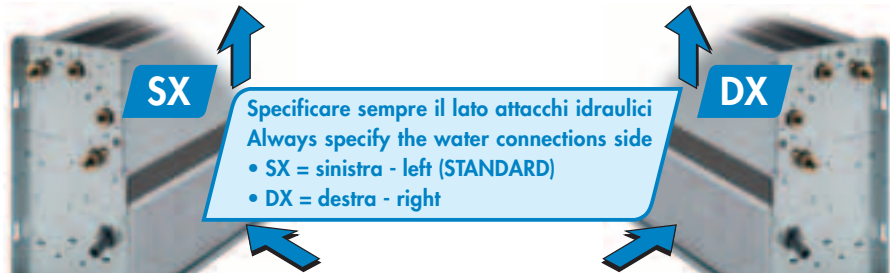 SX
DX
Specificare sempre il lato attacchi idraulici
Always specify the water connections side
• SX = sinistra - left (STANDARD)
• DX = destra - right